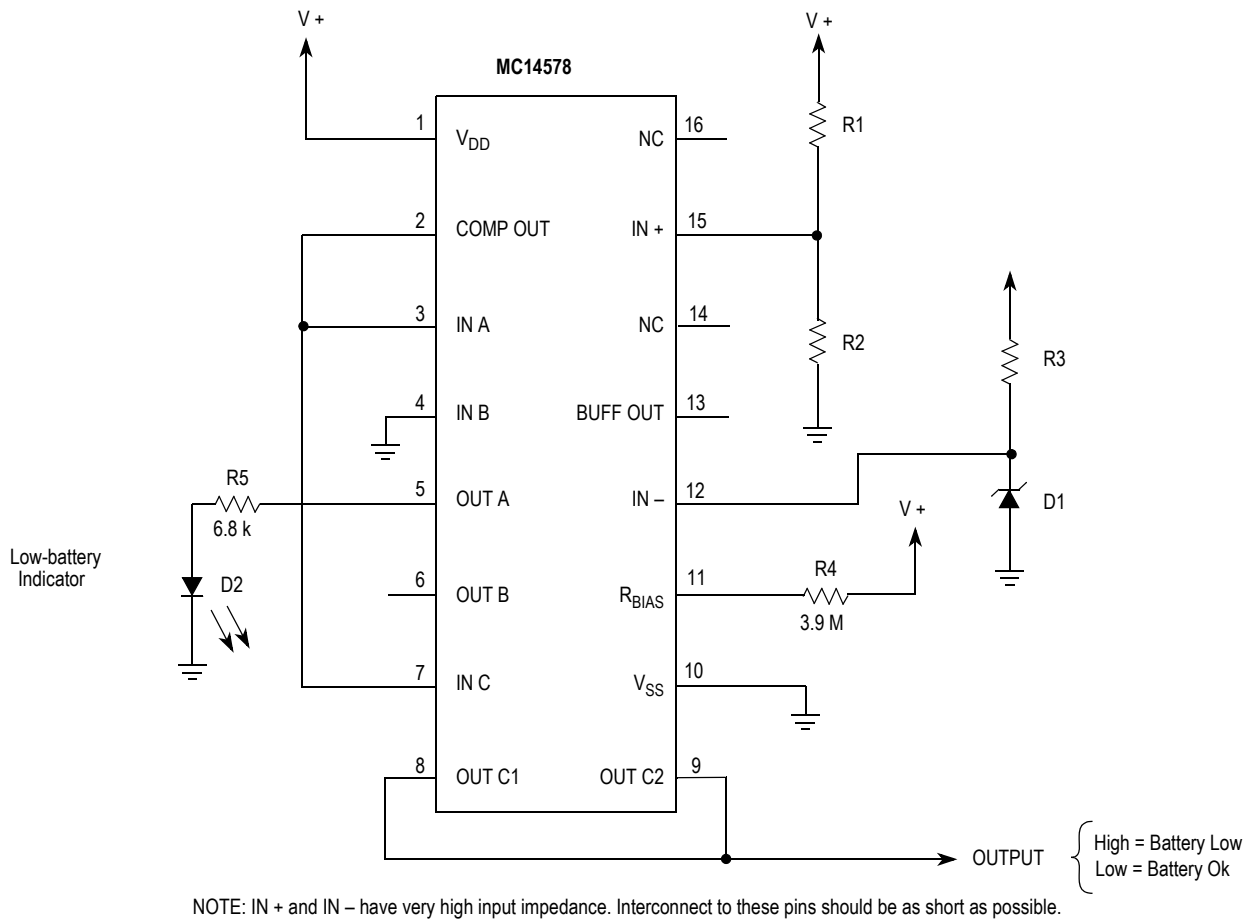 V +
V +
MC14578
1
V_DD
NC
16
R1
2
COMP OUT
IN +
15
3
IN A
NC
14
R2
R3
4
IN B
BUFF OUT
13
R5
6.8 k
5
OUT A
IN –
12
D1
V +
Low-battery
Indicator
D2
6
OUT B
R_BIAS
11
R4
3.9 M
7
IN C
V_SS
10
8
OUT C1
OUT C2
9
OUTPUT
High = Battery Low
Low = Battery Ok
NOTE: IN + and IN – have very high input impedance. Interconnect to these pins should be as short as possible.